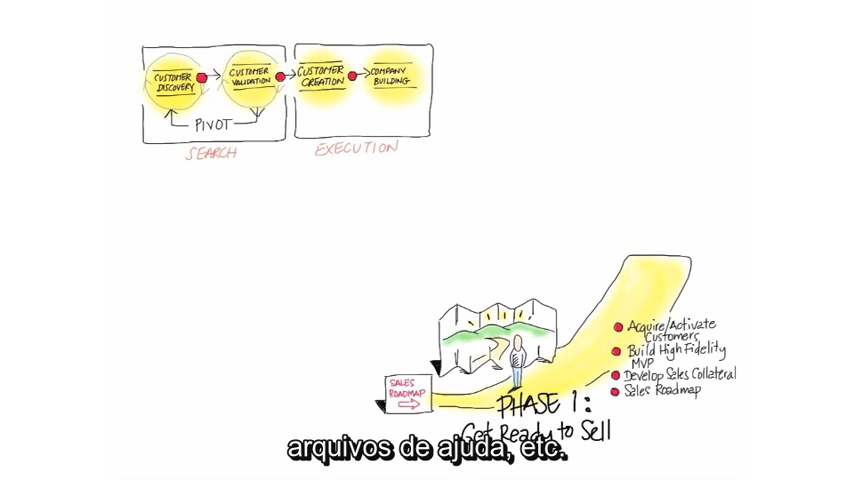 CUSTOMER
DISCOVERY
CUSTOMER
VALIDATION
CUSTOMER
CREATION
COMPANY
BUILDING
PIVOT
SEARCH
EXECUTION
Acquire/Activate
Customers
Build High Fidelity
MVP
Develop Sales Collateral
Sales Roadmap
SALES
ROADMAP
PHASE 1:
Get Ready to Sell
arquivos de ajuda, etc.